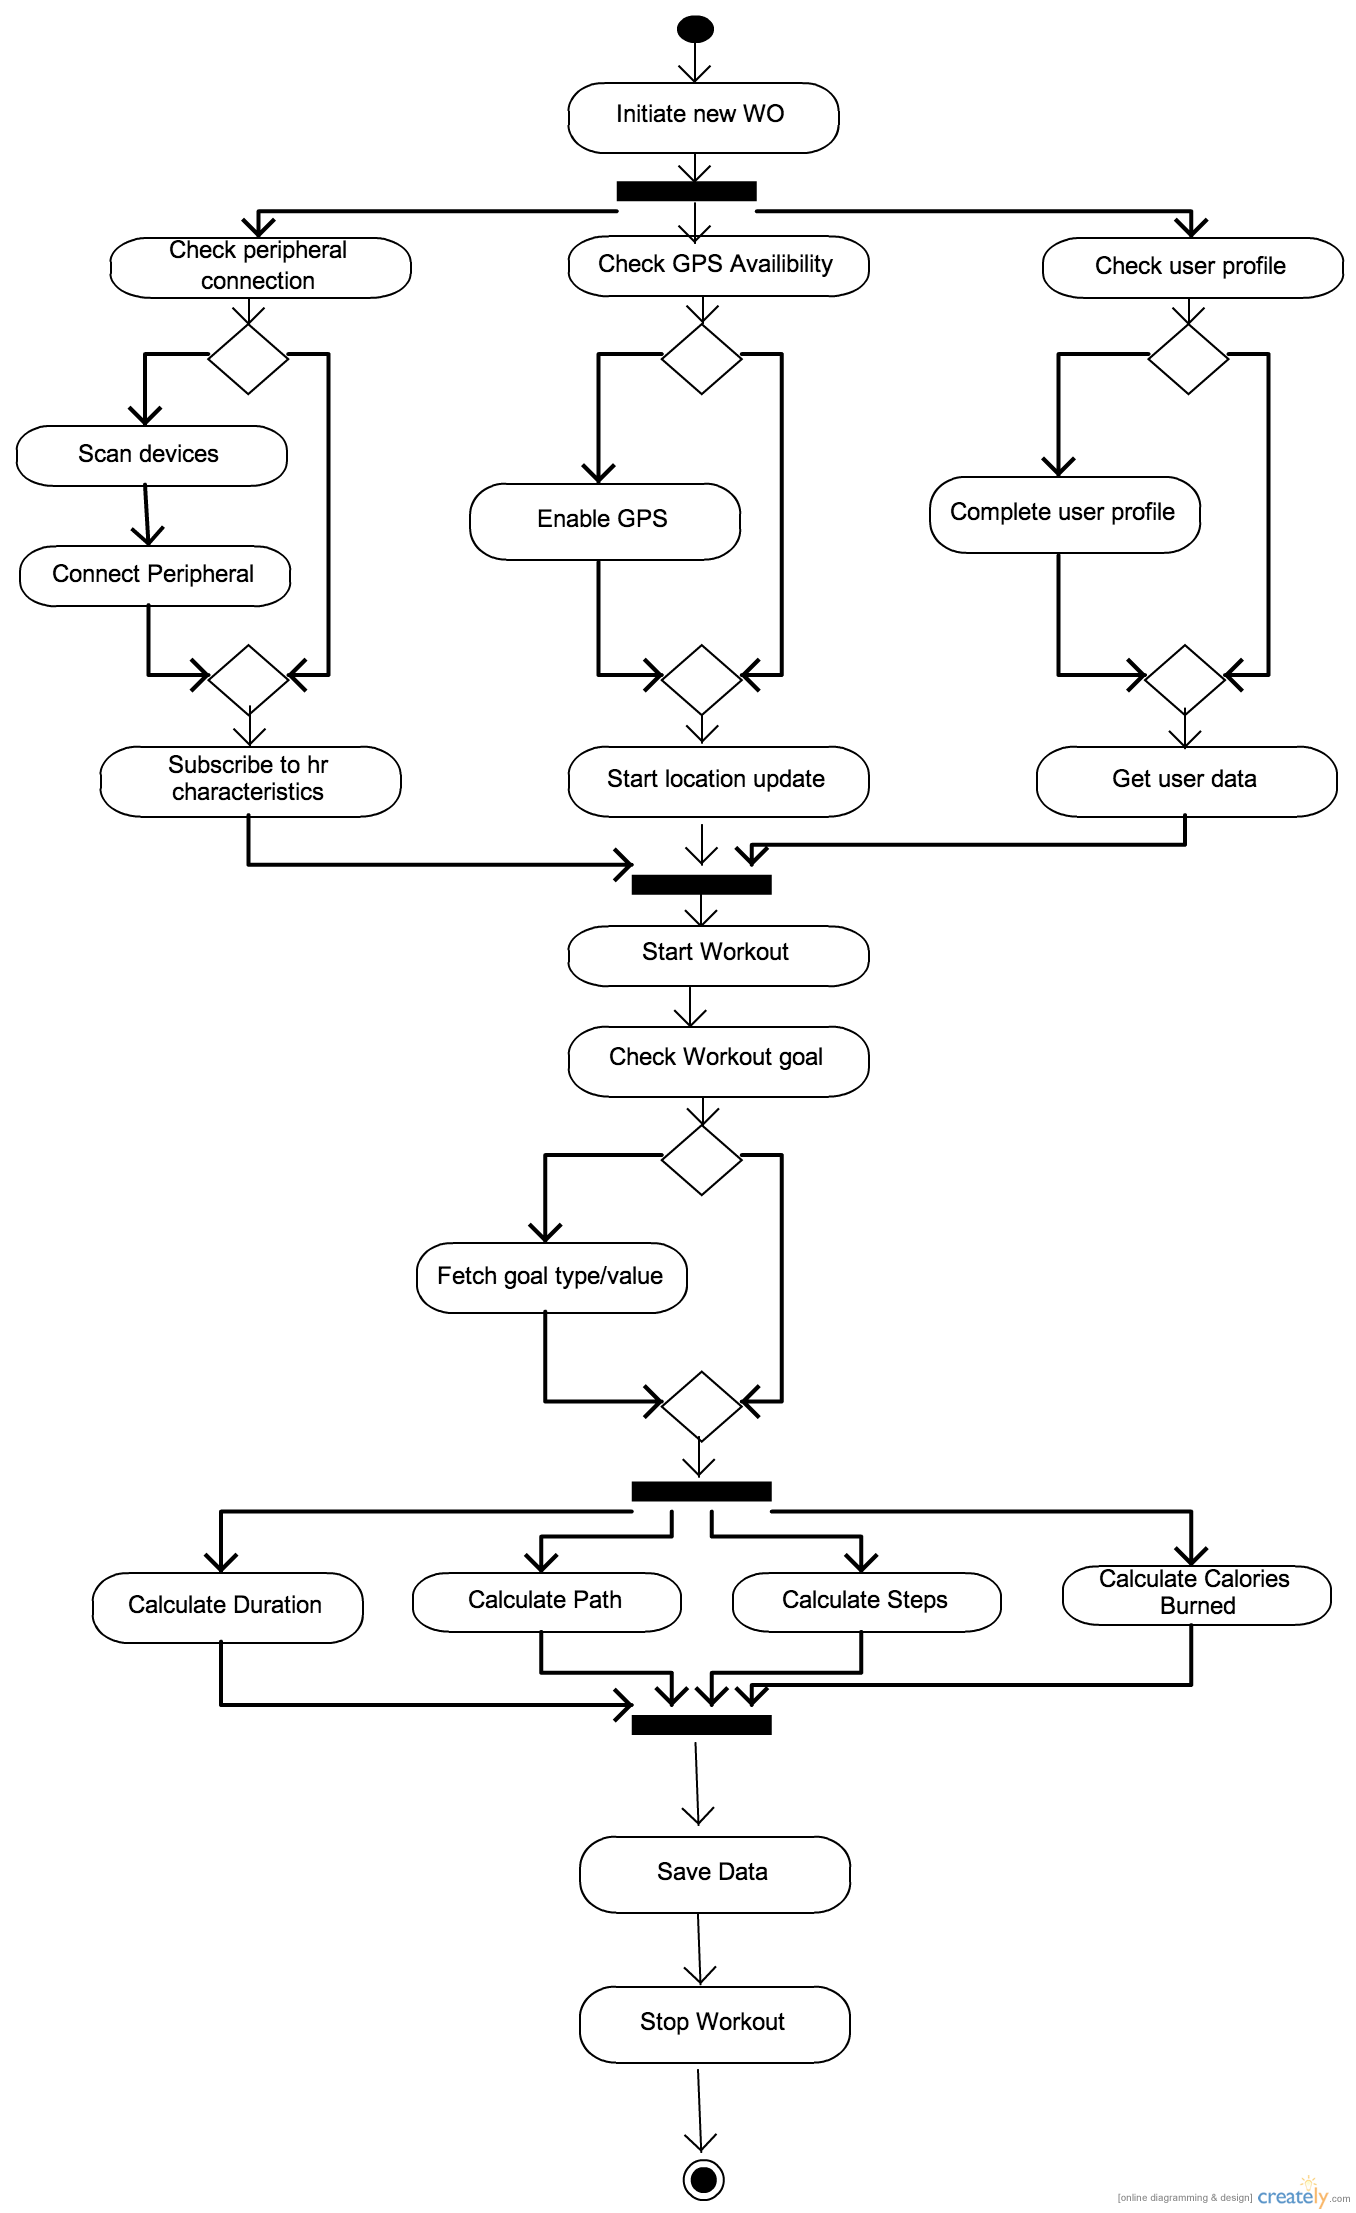 Initiate new WO
Check peripheral
connection
Check GPS Availibility
Check user profile
Scan devices
Enable GPS
Complete user profile
Connect Peripheral
Subscribe to hr
characteristics
Start location update
Get user data
Start Workout
Check Workout goal
Fetch goal type/value
Calculate Duration
Calculate Path
Calculate Steps
Calculate Calories
Burned
Save Data
Stop Workout
[online diagramming & design] creately.com